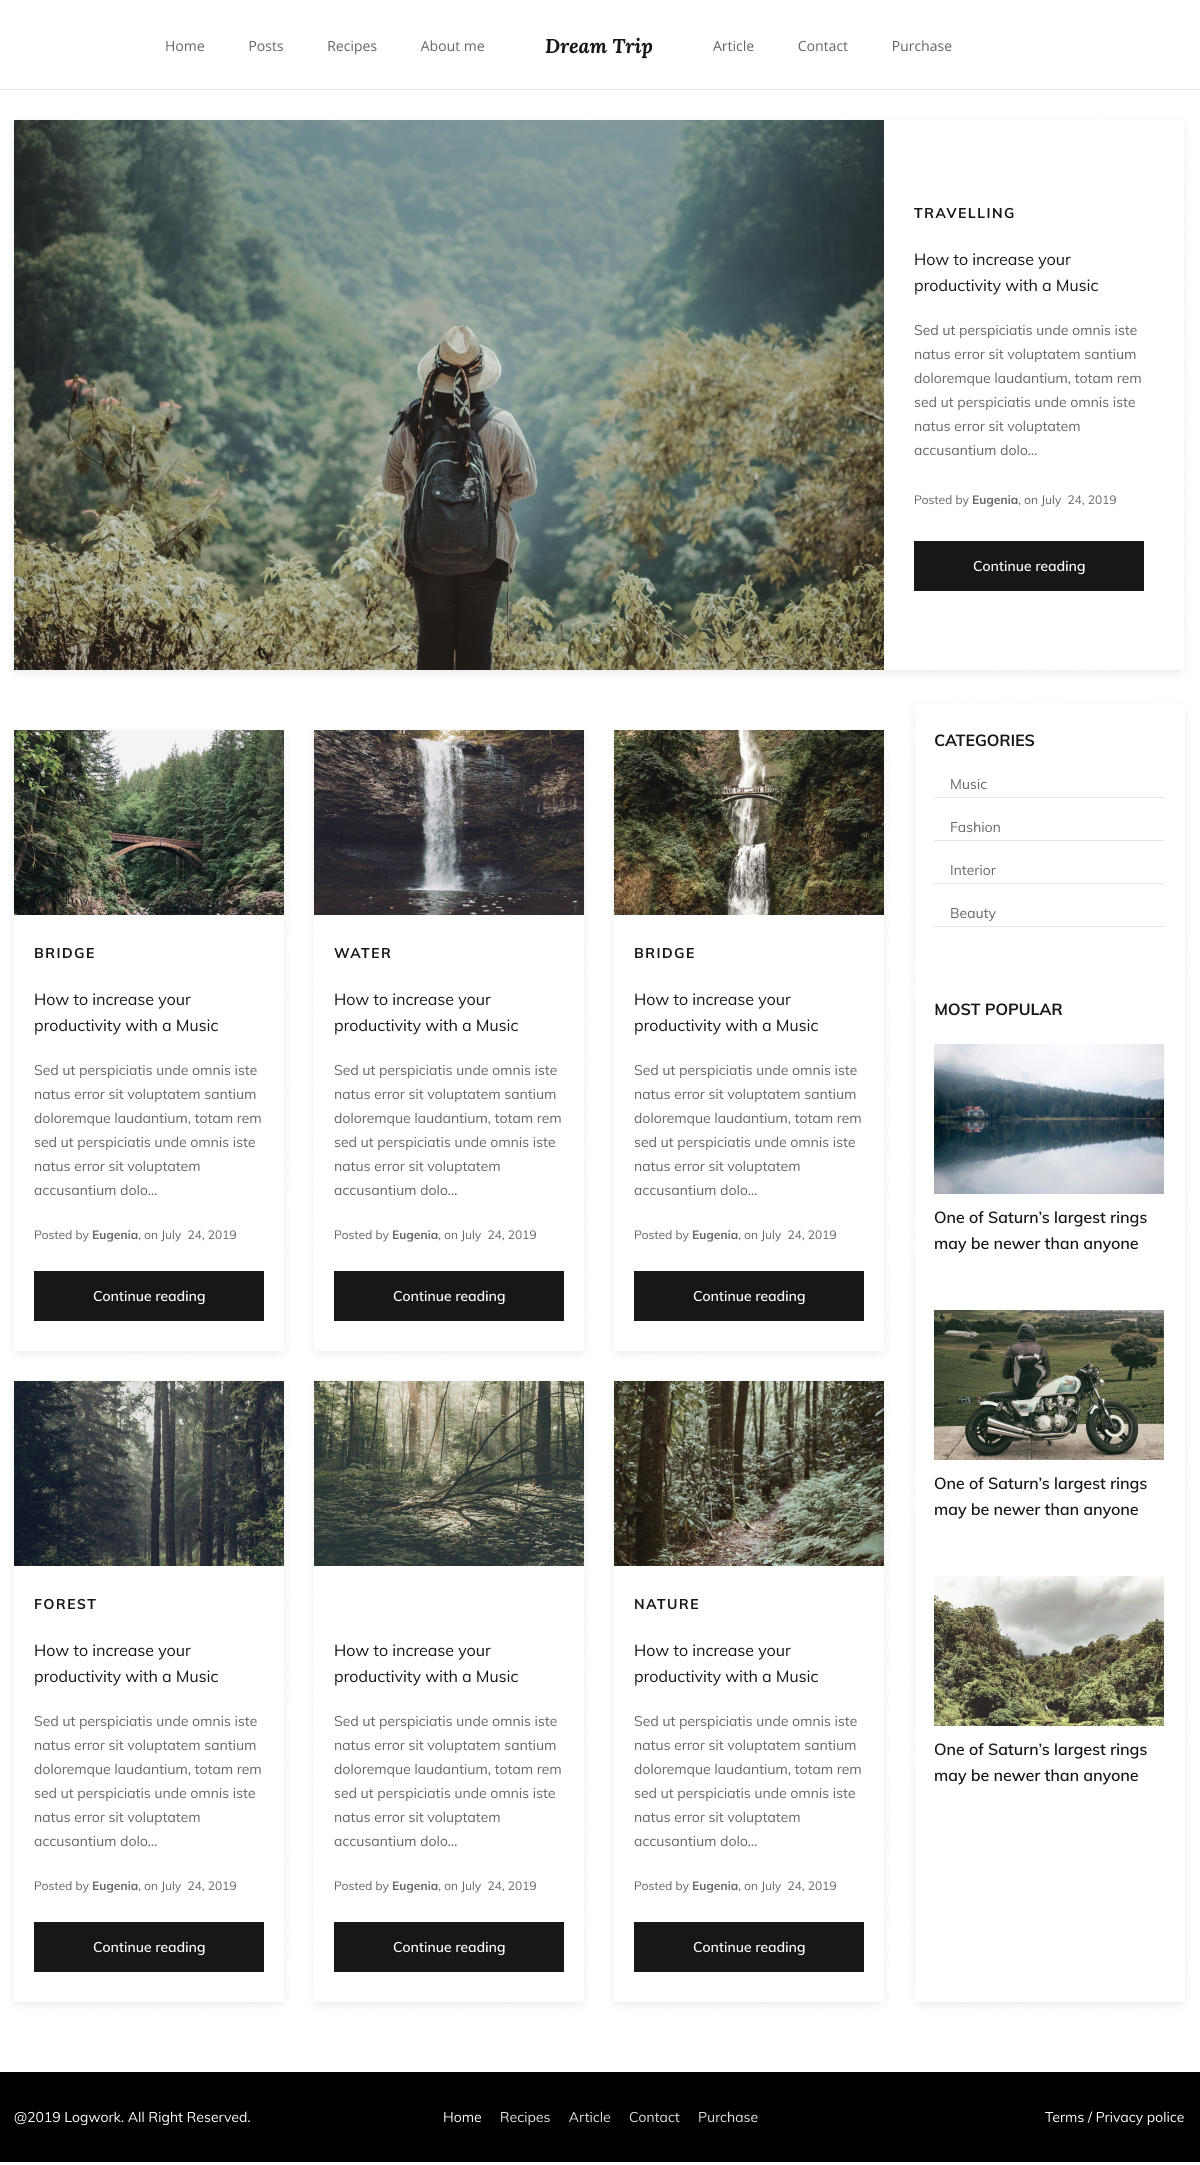 Home Posts Recipes About me Dream Trip Article Contact Purchase
TRAVELLING
How to increase your
productivity with a Music
Sed ut perspiciatis unde omnis iste
natus error sit voluptatem santium
doloremque laudantium, totam rem
sed ut perspiciatis unde omnis iste
natus error sit voluptatem
accusantium dolo...
Posted by Eugenia, on July 24, 2019
Continue reading
BRIDGE
How to increase your
productivity with a Music
Sed ut perspiciatis unde omnis iste
natus error sit voluptatem santium
doloremque laudantium, totam rem
sed ut perspiciatis unde omnis iste
natus error sit voluptatem
accusantium dolo...
Posted by Eugenia, on July 24, 2019
Continue reading
WATER
How to increase your
productivity with a Music
Sed ut perspiciatis unde omnis iste
natus error sit voluptatem santium
doloremque laudantium, totam rem
sed ut perspiciatis unde omnis iste
natus error sit voluptatem
accusantium dolo...
Posted by Eugenia, on July 24, 2019
Continue reading
BRIDGE
How to increase your
productivity with a Music
Sed ut perspiciatis unde omnis iste
natus error sit voluptatem santium
doloremque laudantium, totam rem
sed ut perspiciatis unde omnis iste
natus error sit voluptatem
accusantium dolo...
Posted by Eugenia, on July 24, 2019
Continue reading
FOREST
How to increase your
productivity with a Music
Sed ut perspiciatis unde omnis iste
natus error sit voluptatem santium
doloremque laudantium, totam rem
sed ut perspiciatis unde omnis iste
natus error sit voluptatem
accusantium dolo...
Posted by Eugenia, on July 24, 2019
Continue reading
How to increase your
productivity with a Music
Sed ut perspiciatis unde omnis iste
natus error sit voluptatem santium
doloremque laudantium, totam rem
sed ut perspiciatis unde omnis iste
natus error sit voluptatem
accusantium dolo...
Posted by Eugenia, on July 24, 2019
Continue reading
NATURE
How to increase your
productivity with a Music
Sed ut perspiciatis unde omnis iste
natus error sit voluptatem santium
doloremque laudantium, totam rem
sed ut perspiciatis unde omnis iste
natus error sit voluptatem
accusantium dolo...
Posted by Eugenia, on July 24, 2019
Continue reading
CATEGORIES
Music
Fashion
Interior
Beauty
MOST POPULAR
One of Saturn’s largest rings
may be newer than anyone
One of Saturn’s largest rings
may be newer than anyone
One of Saturn’s largest rings
may be newer than anyone
@2019 Logwork. All Right Reserved. Home Recipes Article Contact Purchase Terms / Privacy police